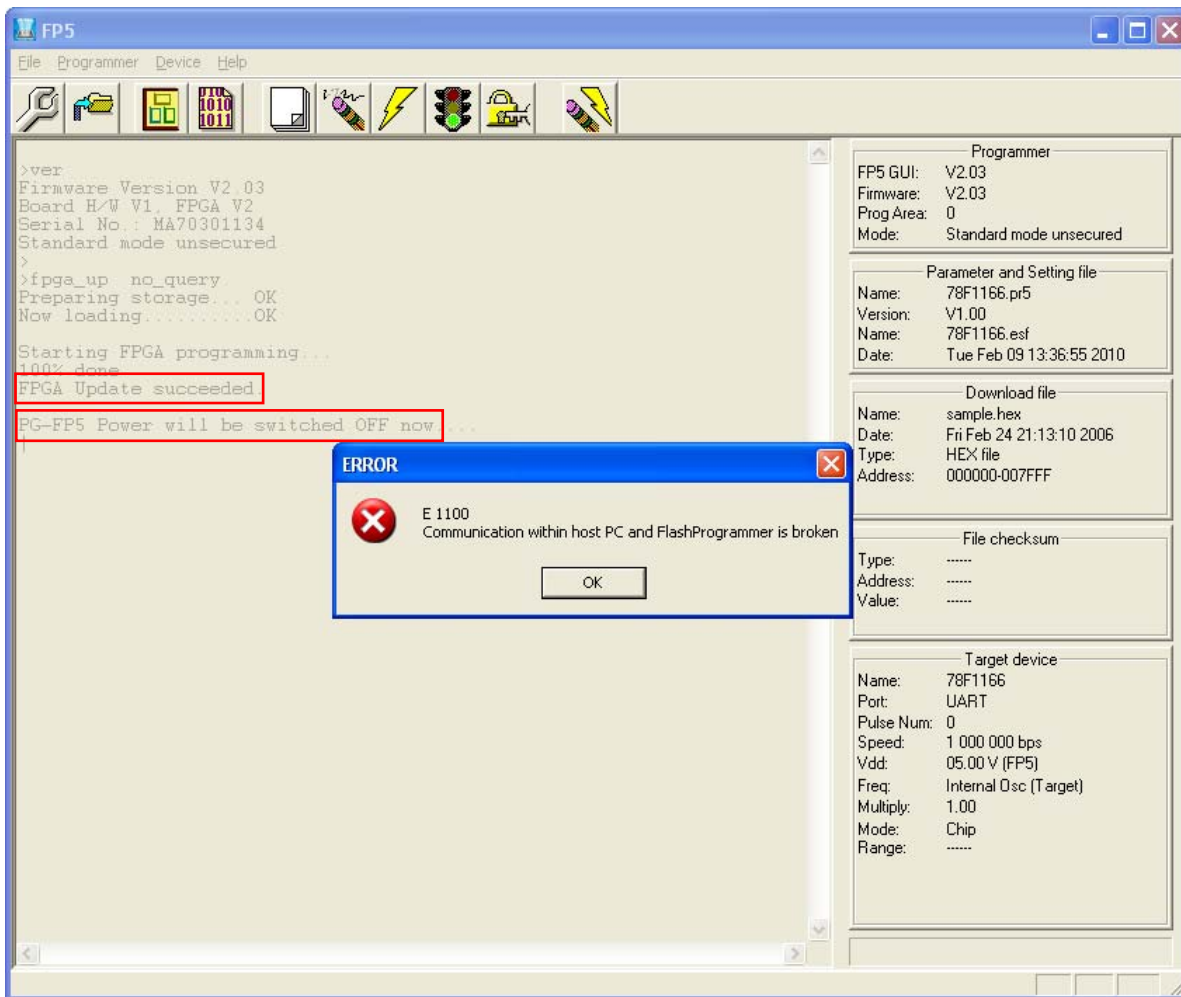 FP5
File Programmer Device Help
010
1010
1011
>ver
Firmware Version V2.03
Board H/W V1, FPGA V2
Serial No.: MA70301134
Standard mode unsecured
>
>fpga_up no_query
Preparing storage... OK
Now loading..........OK
Starting FPGA programming...
100% done
FPGA Update succeeded.
PG-FP5 Power will be switched OFF now....
ERROR
E 1100
Communication within host PC and FlashProgrammer is broken
OK
Programmer
FP5 GUI: V2.03
Firmware: V2.03
Prog Area: 0
Mode: Standard mode unsecured
Parameter and Setting file
Name: 78F1166.pr5
Version: V1.00
Name: 78F1166.esf
Date: Tue Feb 09 13:36:55 2010
Download file
Name: sample.hex
Date: Fri Feb 24 21:13:10 2006
Type: HEX file
Address: 000000-007FFF
File checksum
Type: ------
Address: ------
Value: ------
Target device
Name: 78F1166
Port: UART
Pulse Num: 0
Speed: 1 000 000 bps
Vdd: 05.00 V (FP5)
Freq: Internal Osc (Target)
Multiply: 1.00
Mode: Chip
Range: ------